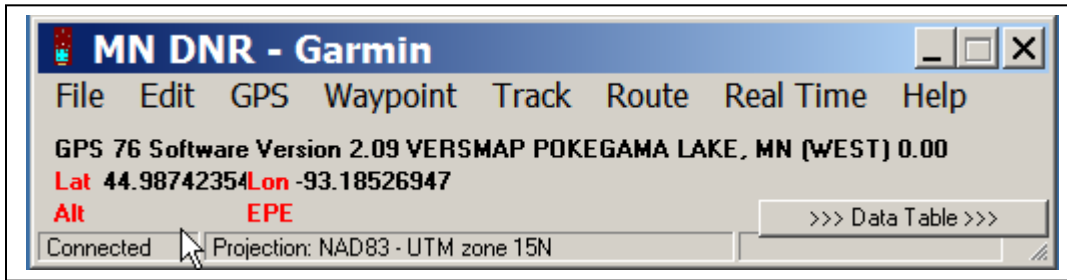 MN DNR - Garmin
File Edit GPS Waypoint Track Route Real Time Help
GPS 76 Software Version 2.09 VERSMAP POKEGAMA LAKE, MN (WEST) 0.00
Lat 44.98742354 Lon -93.18526947
Alt EPE
>>> Data Table >>>
Connected Projection: NAD83 - UTM zone 15N